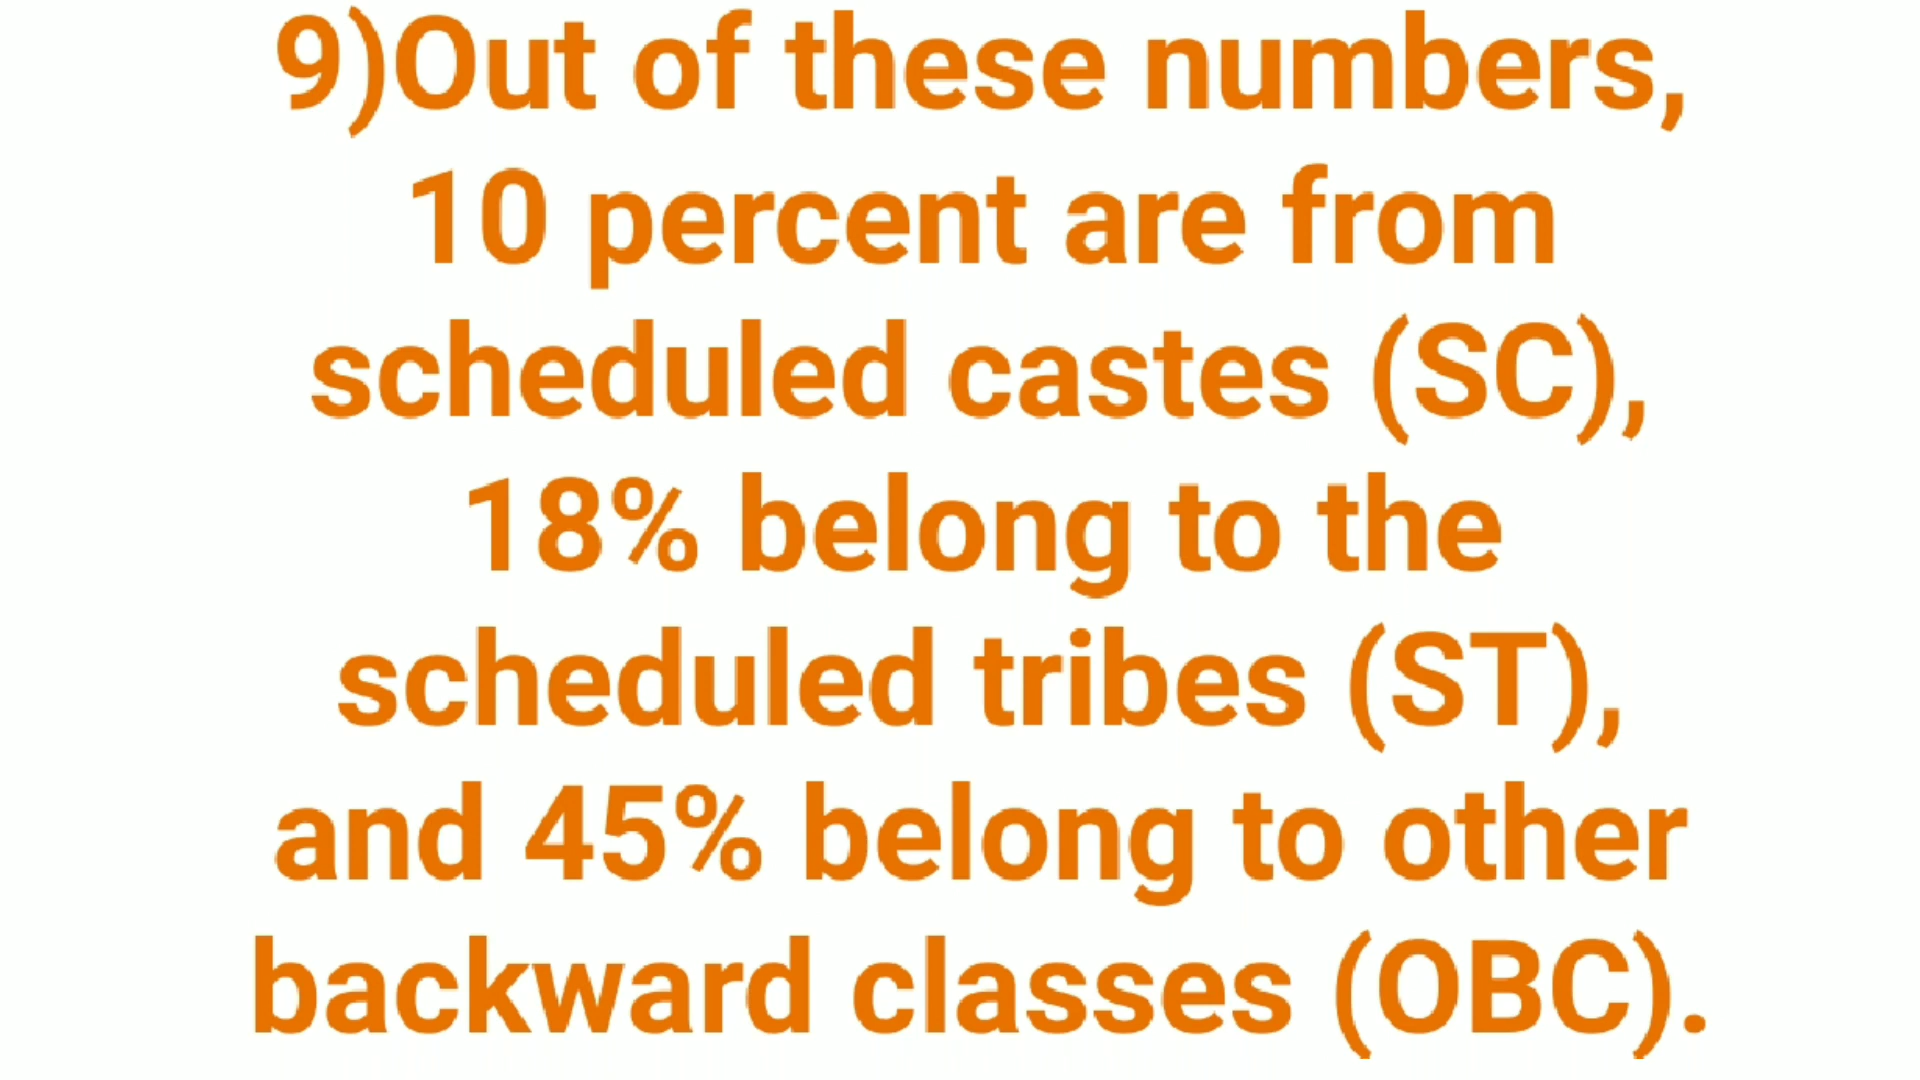 9)Out of these numbers,
10 percent are from
scheduled castes (SC),
18% belong to the
scheduled tribes (ST),
and 45% belong to other
backward classes (OBC).